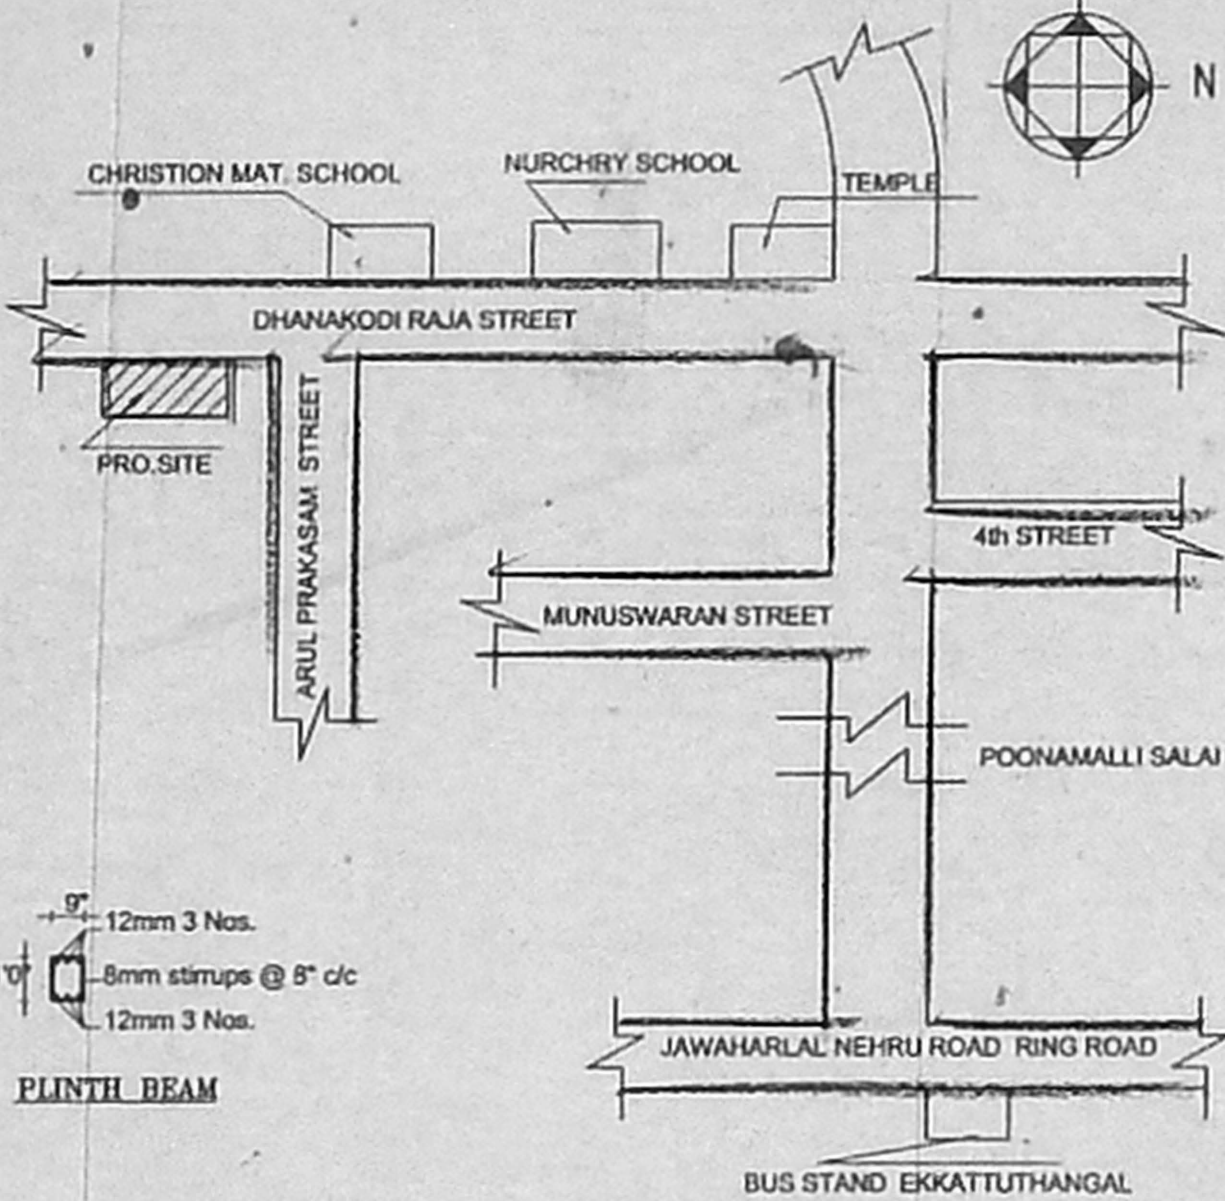 N
CHRISTION MAT. SCHOOL
NURCHRY SCHOOL
TEMPLE
DHANAKODI RAJA STREET
PRO.SITE
ARUL PRAKASAM STREET
4th STREET
MUNUSWARAN STREET
POONAMALLI SALAI
9"
12mm 3 Nos.
8mm stirrups @ 8" c/c
12mm 3 Nos.
PLINTH BEAM
JAWAHARLAL NEHRU ROAD RING ROAD
BUS STAND EKKATTUTHANGAL